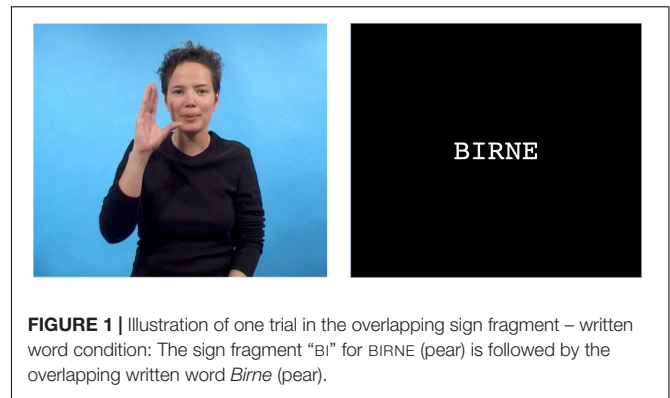 BIRNE
FIGURE 1 | Illustration of one trial in the overlapping sign fragment – written
word condition: The sign fragment “BI” for BIRNE (pear) is followed by the
overlapping written word Birne (pear).